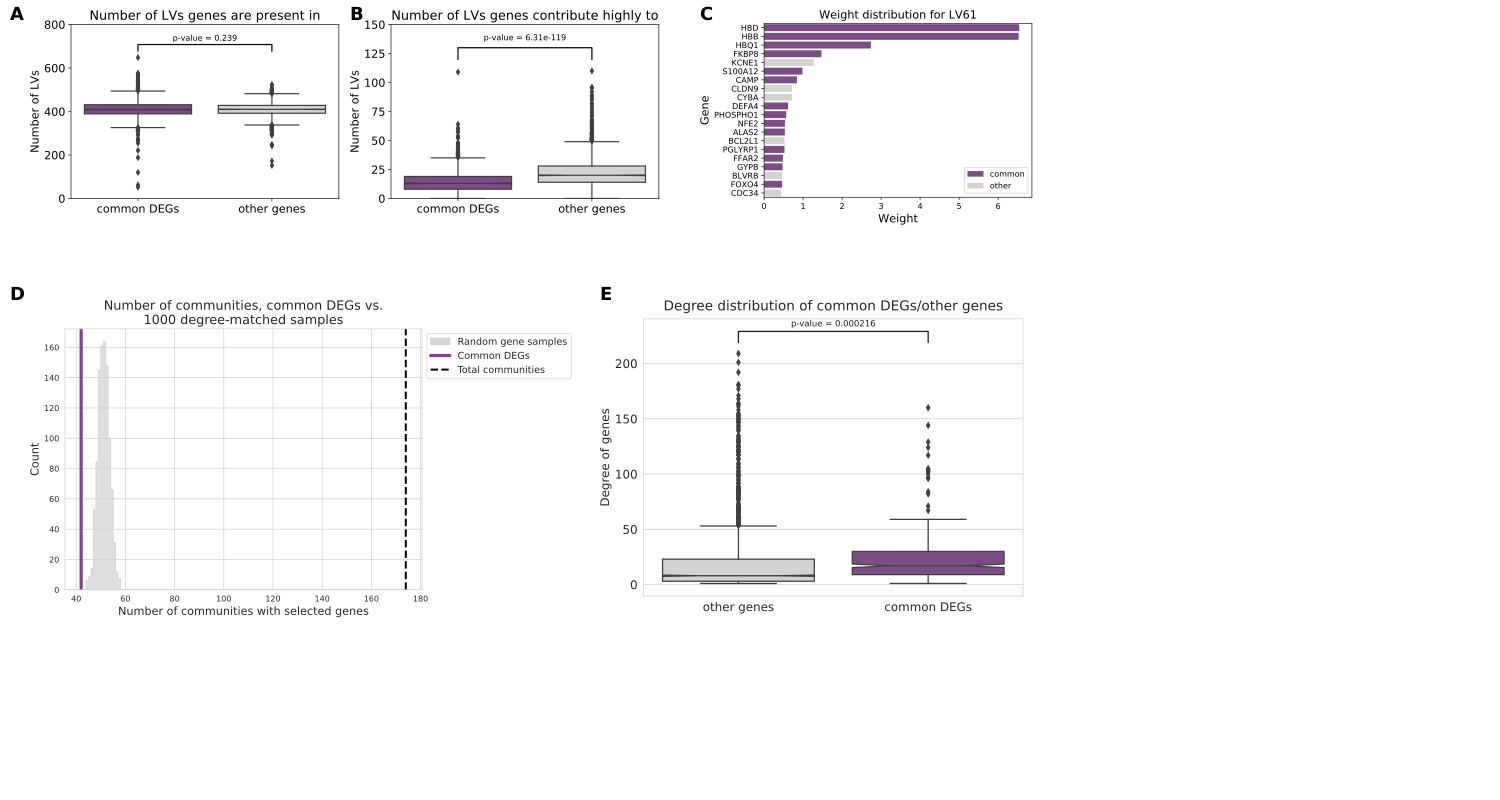 A
Number of LVs genes are present in
800
600
400
200
0
Number of LVs
p-value = 0.239
common DEGs
other genes
B
Number of LVs genes contribute highly to
150
125
100
75
50
25
0
Number of LVs
p-value = 6.31e-119
common DEGs
other genes
C
Weight distribution for LV61
Gene
HBD
HBB
HBQ1
FKBP8
KCNE1
S100A12
CAMP
CLDN9
CYBA
DEFA4
PHOSPHO1
NFE2
ALAS2
BCL2L1
PGLYRP1
FFAR2
GYPB
BLVRB
FOXO4
CDC34
common
other
0 1 2 3 4 5 6
Weight
D
Number of communities, common DEGs vs.
1000 degree-matched samples
160
140
120
100
80
60
40
20
0
Count
40 60 80 100 120 140 160 180
Number of communities with selected genes
Random gene samples
Common DEGs
Total communities
E
Degree distribution of common DEGs/other genes
p-value = 0.000216
200
150
100
50
0
Degree of genes
other genes
common DEGs